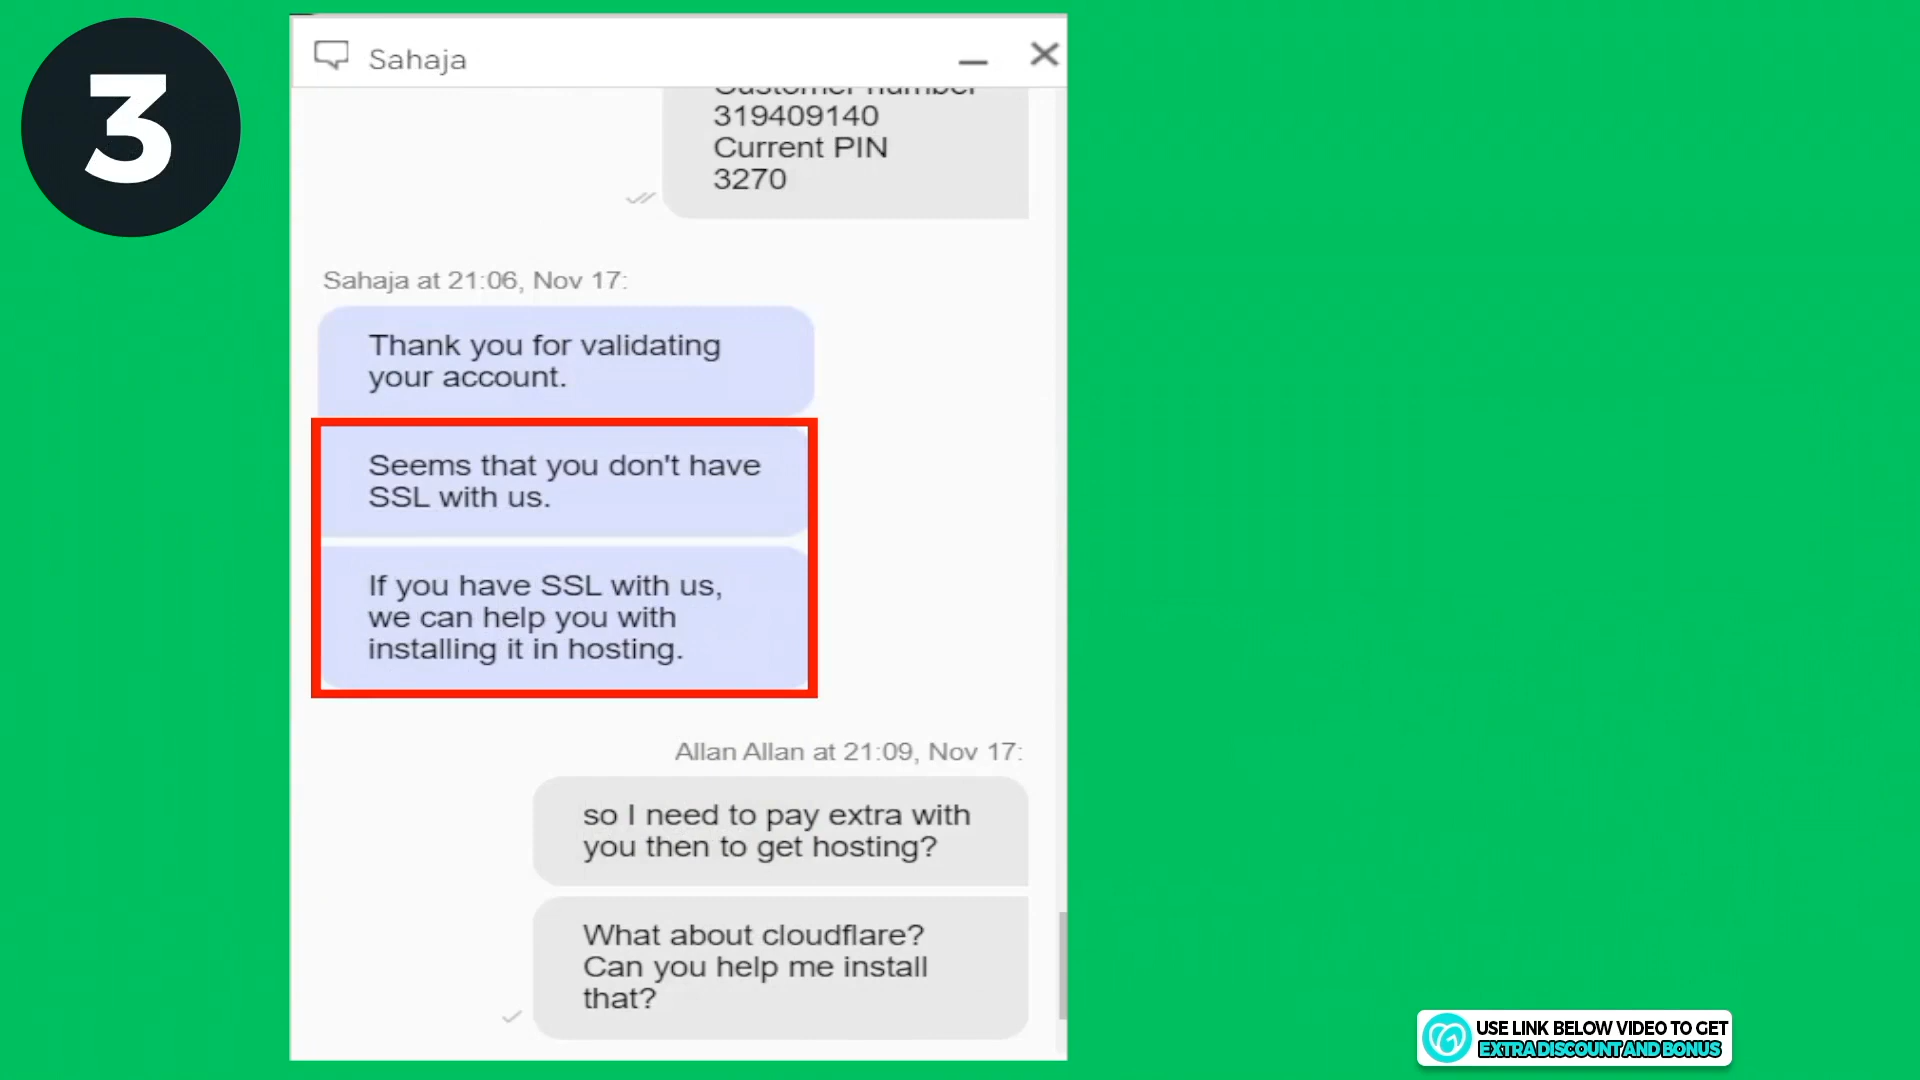 3
Sahaja
Customer number
319409140
Current PIN
3270
Sahaja at 21:06, Nov 17:
Thank you for validating
your account.
Seems that you don't have
SSL with us.
If you have SSL with us,
we can help you with
installing it in hosting.
Allan Allan at 21:09, Nov 17:
so I need to pay extra with
you then to get hosting?
What about cloudflare?
Can you help me install
that?
USE LINK BELOW VIDEO TO GET
EXTRA DISCOUNT AND BONUS